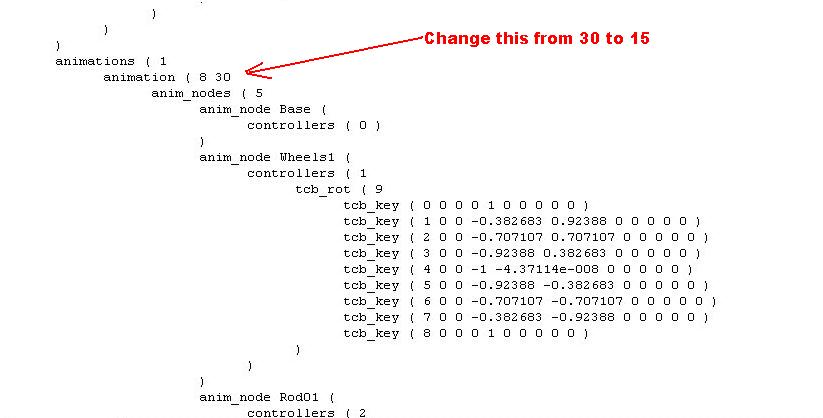 )
)
)
animations ( 1
Change this from 30 to 15
animation ( 8 30
anim_nodes ( 5
anim_node Base (
controllers ( 0 )
)
anim_node Wheels1 (
controllers ( 1
tcb_rot ( 9
tcb_key ( 0 0 0 0 1 0 0 0 0 0 )
tcb_key ( 1 0 0 -0.382683 0.92388 0 0 0 0 0 )
tcb_key ( 2 0 0 -0.707107 0.707107 0 0 0 0 0 )
tcb_key ( 3 0 0 -0.92388 0.382683 0 0 0 0 0 )
tcb_key ( 4 0 0 -1 -4.37114e-008 0 0 0 0 0 )
tcb_key ( 5 0 0 -0.92388 -0.382683 0 0 0 0 0 )
tcb_key ( 6 0 0 -0.707107 -0.707107 0 0 0 0 0 )
tcb_key ( 7 0 0 -0.382683 -0.92388 0 0 0 0 0 )
tcb_key ( 8 0 0 0 1 0 0 0 0 0 )
)
)
)
anim_node Rod01 (
controllers ( 2